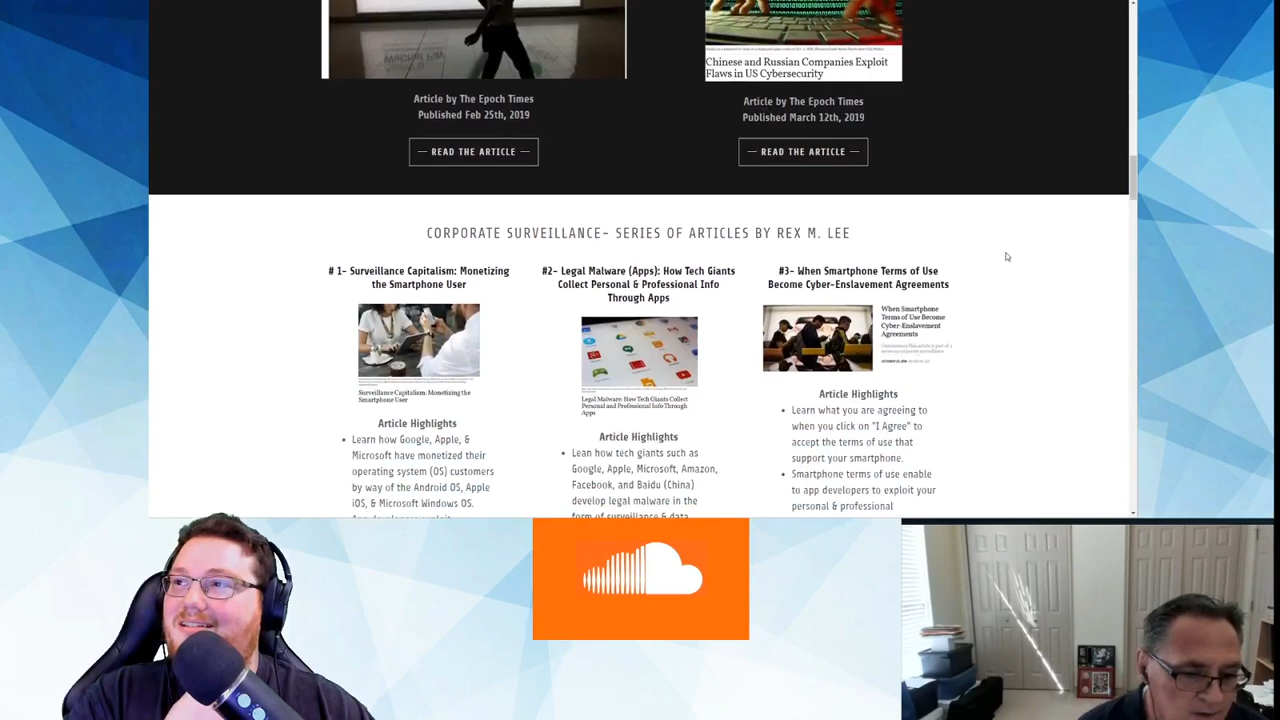 Chinese and Russian Companies Exploit
Flaws in US Cybersecurity
Article by The Epoch Times
Published Feb 25th, 2019
Article by The Epoch Times
Published March 12th, 2019
— READ THE ARTICLE —
— READ THE ARTICLE —
CORPORATE SURVEILLANCE- SERIES OF ARTICLES BY REX M. LEE
# 1- Surveillance Capitalism: Monetizing
the Smartphone User
Surveillance Capitalism: Monetizing the
Smartphone User
Article Highlights
• Learn how Google, Apple, &
Microsoft have monetized their
operating system (OS) customers
by way of the Android OS, Apple
iOS, & Microsoft Windows OS.
#2- Legal Malware (Apps): How Tech Giants
Collect Personal & Professional Info
Through Apps
Legal Malware: How Tech Giants Collect
Personal and Professional Info Through
Apps
Article Highlights
• Lean how tech giants such as
Google, Apple, Microsoft, Amazon,
Facebook, and Baidu (China)
develop legal malware in the
form of surveillance & data
#3- When Smartphone Terms of Use
Become Cyber-Enslavement Agreements
When Smartphone
Terms of Use Become
Cyber-Enslavement
Agreements
Article Highlights
• Learn what you are agreeing to
when you click on "I Agree" to
accept the terms of use that
support your smartphone.
• Smartphone terms of use enable
to app developers to exploit your
personal & professional